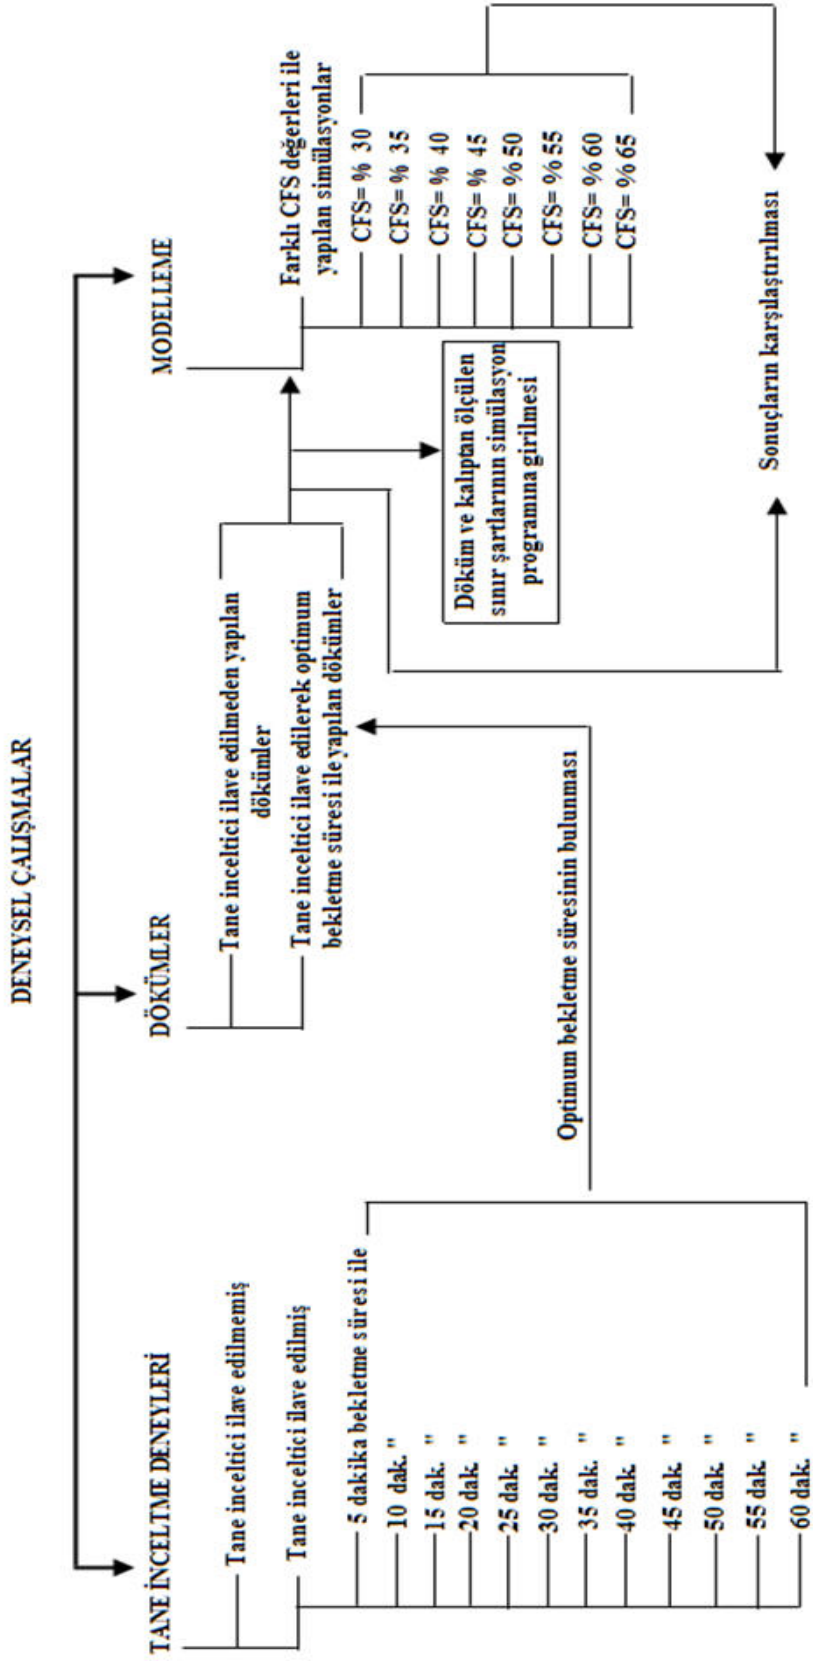 DENEYSEL ÇALIŞMALAR
TANE İNCELTME DENEYLERİ
Tane inceltici ilave edilmemiş
Tane inceltici ilave edilmiş
5 dakika bekletme süresi ile
10 dak. "
15 dak. "
20 dak. "
25 dak. "
30 dak. "
35 dak. "
40 dak. "
45 dak. "
50 dak. "
55 dak. "
60 dak. "
Optimum bekletme süresinin bulunması
DÖKÜMLER
Tane inceltici ilave edilmeden yapılan
dökümler
Tane inceltici ilave edilerek optimum
bekletme süresi ile yapılan dökümler
Döküm ve kalıptan ölçülen
sınır şartlarının simülasyon
programına girilmesi
MODELLEME
Farklı CFS değerleri ile
yapılan simülasyonlar
CFS= % 30
CFS= % 35
CFS= % 40
CFS= % 45
CFS= % 50
CFS= % 55
CFS= % 60
CFS= % 65
Sonuçların karşılaştırılması